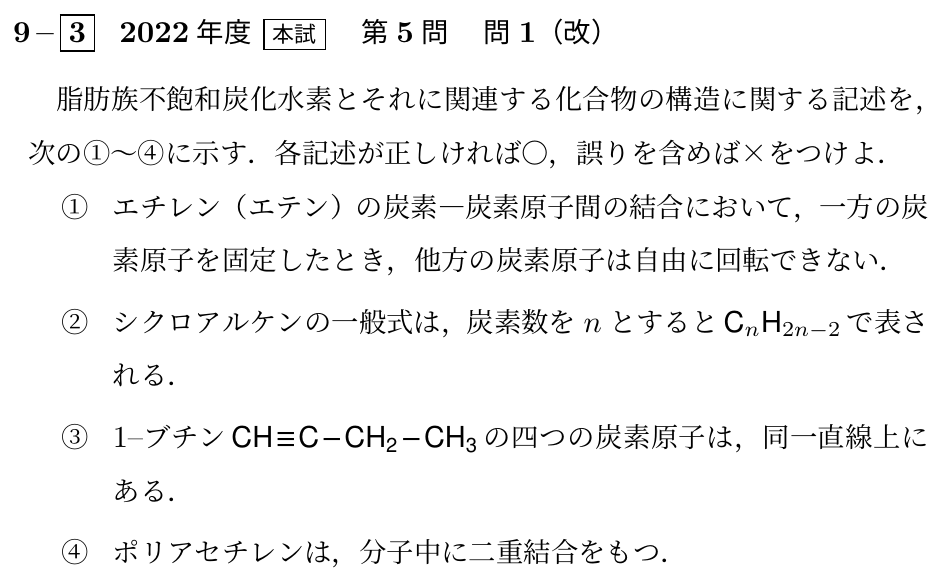 9－3 2022年度 本試 第5問 問1（改）
脂肪族不飽和炭化水素とそれに関連する化合物の構造に関する記述を，
次の①～④に示す．各記述が正しければ○，誤りを含めば×をつけよ．
① エチレン（エテン）の炭素—炭素原子間の結合において，一方の炭
素原子を固定したとき，他方の炭素原子は自由に回転できない．
② シクロアルケンの一般式は，炭素数を n とすると CₙH₂ₙ₋₂ で表さ
れる．
③ 1–ブチン CH≡C−CH₂−CH₃ の四つの炭素原子は，同一直線上に
ある．
④ ポリアセチレンは，分子中に二重結合をもつ．